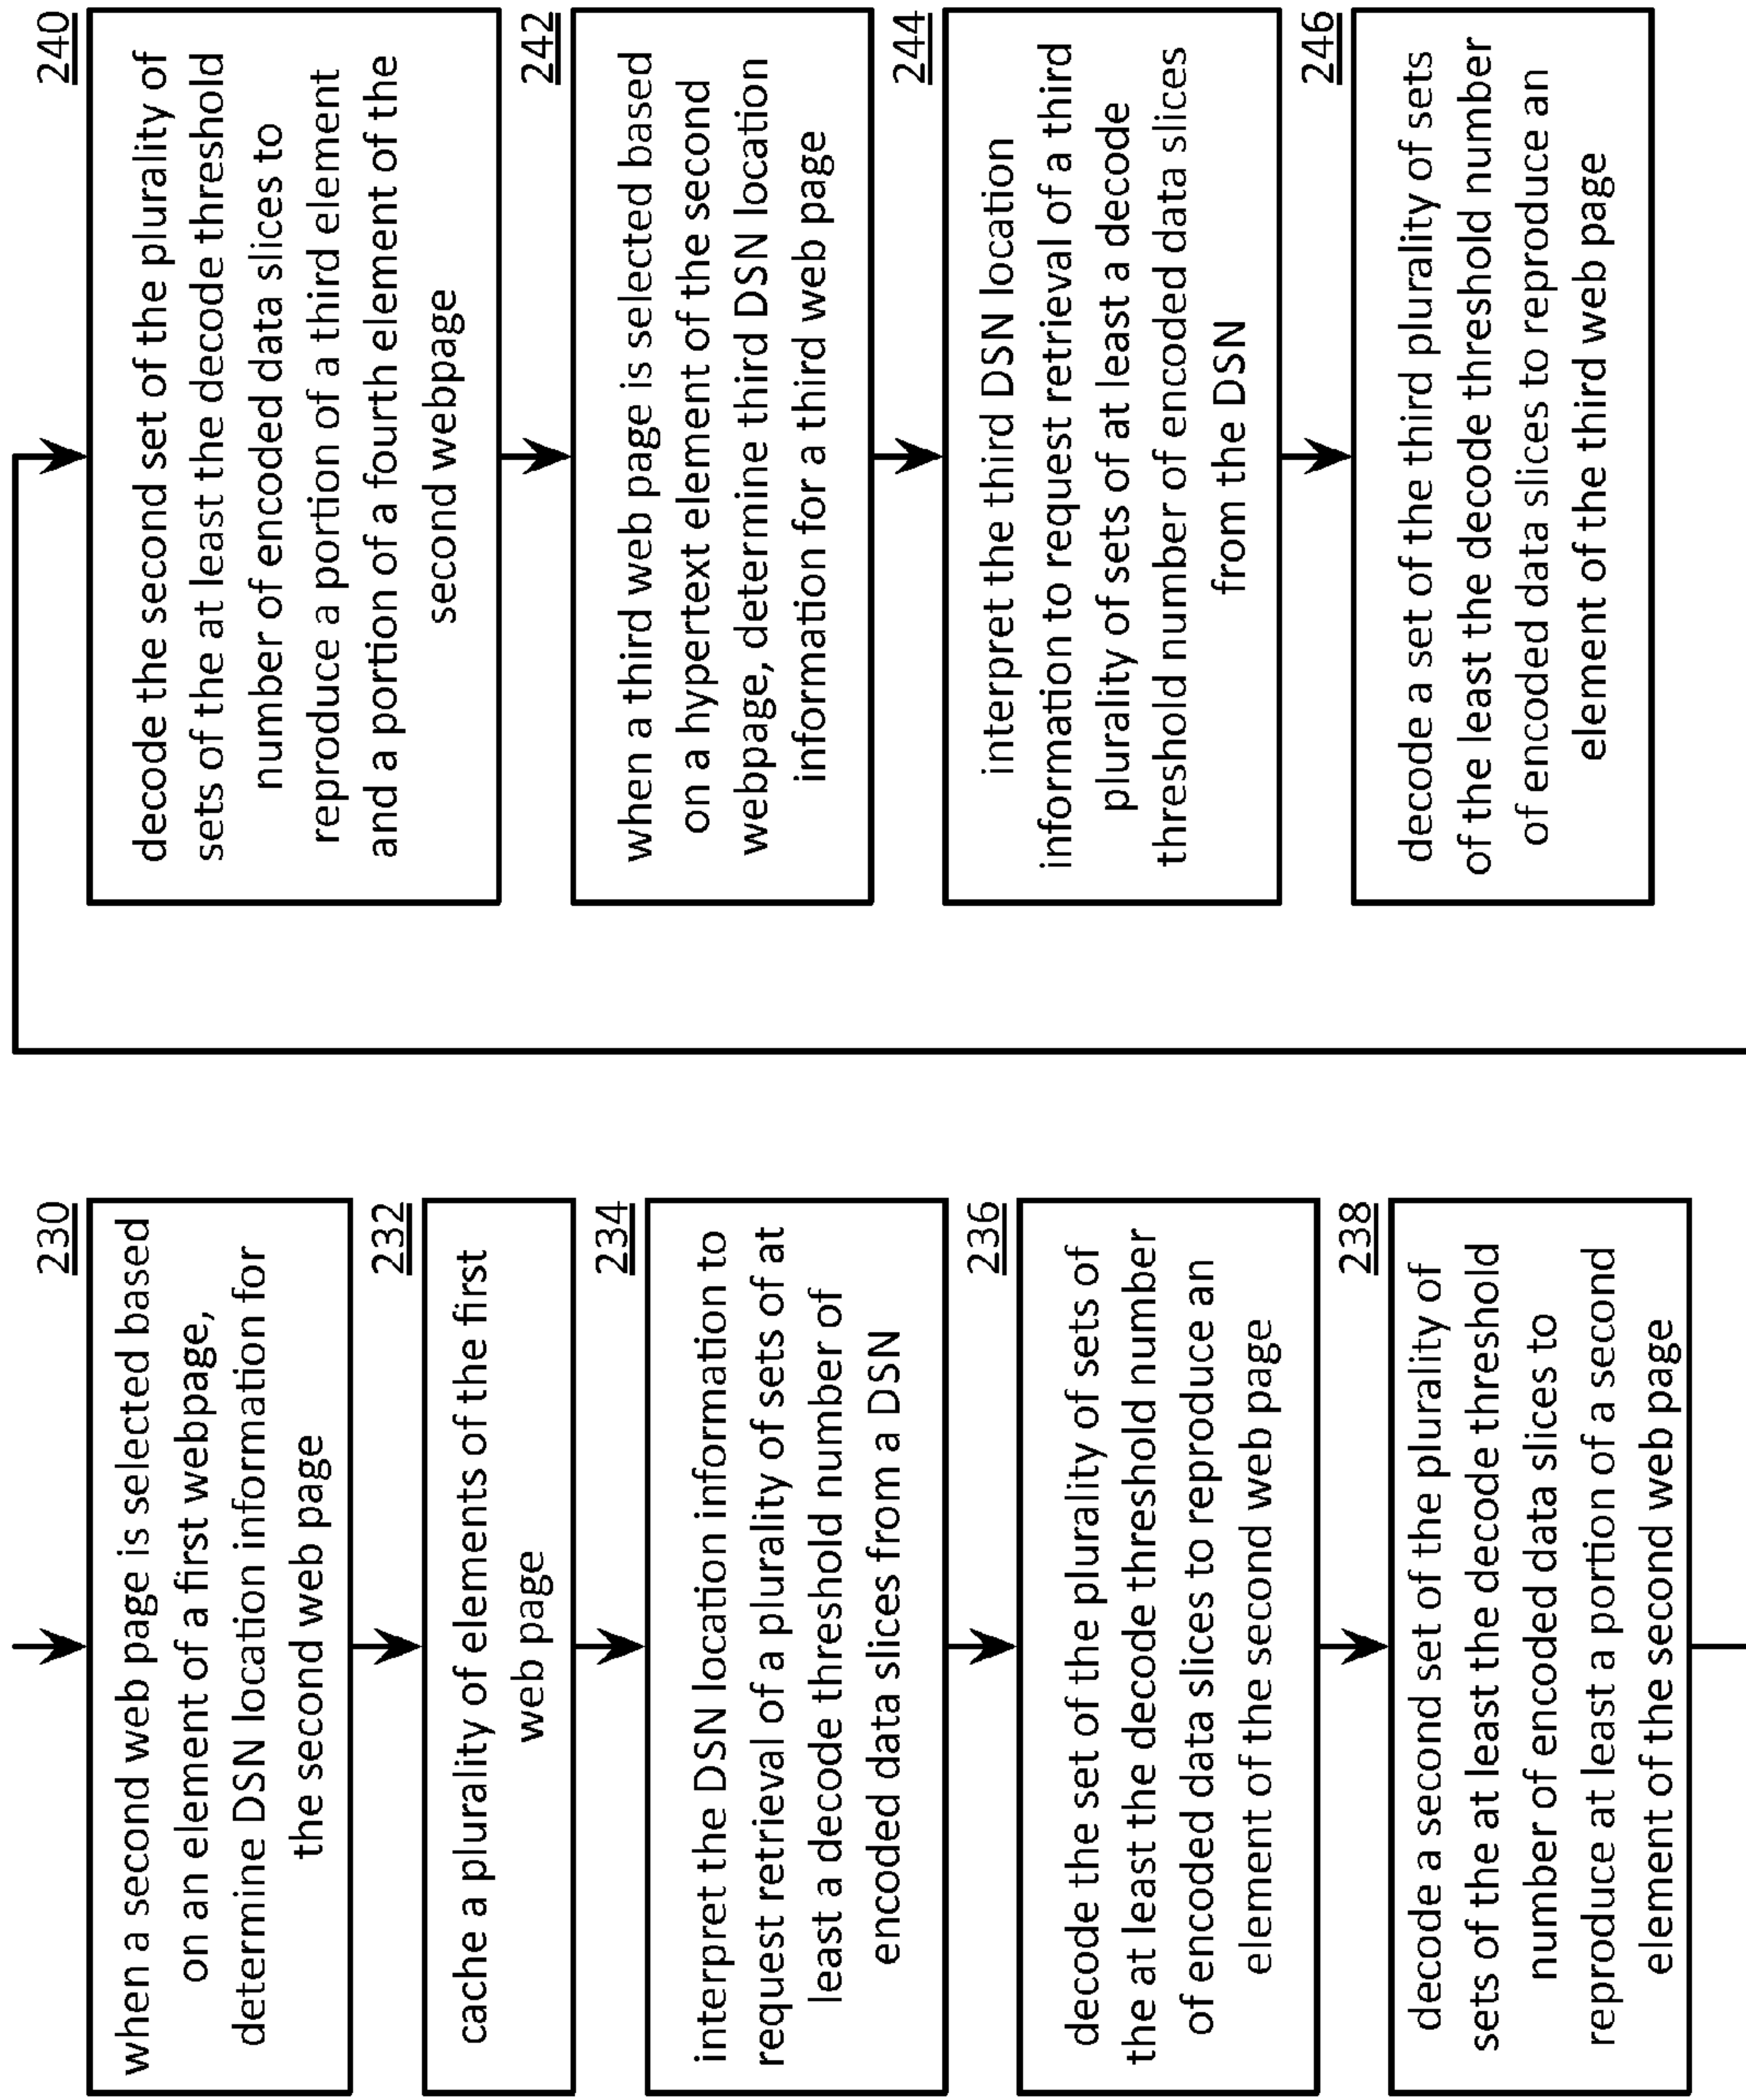 230
when a second web page is selected based
on an element of a first webpage,
determine DSN location information for
the second web page
232
cache a plurality of elements of the first
web page
234
interpret the DSN location information to
request retrieval of a plurality of sets of at
least a decode threshold number of
encoded data slices from a DSN
236
decode the set of the plurality of sets of
the at least the decode threshold number
of encoded data slices to reproduce an
element of the second web page
238
decode a second set of the plurality of
sets of the at least the decode threshold
number of encoded data slices to
reproduce at least a portion of a second
element of the second web page
240
decode the second set of the plurality of
sets of the at least the decode threshold
number of encoded data slices to
reproduce a portion of a third element
and a portion of a fourth element of the
second webpage
242
when a third web page is selected based
on a hypertext element of the second
webpage, determine third DSN location
information for a third web page
244
interpret the third DSN location
information to request retrieval of a third
plurality of sets of at least a decode
threshold number of encoded data slices
from the DSN
246
decode a set of the third plurality of sets
of the least the decode threshold number
of encoded data slices to reproduce an
element of the third web page